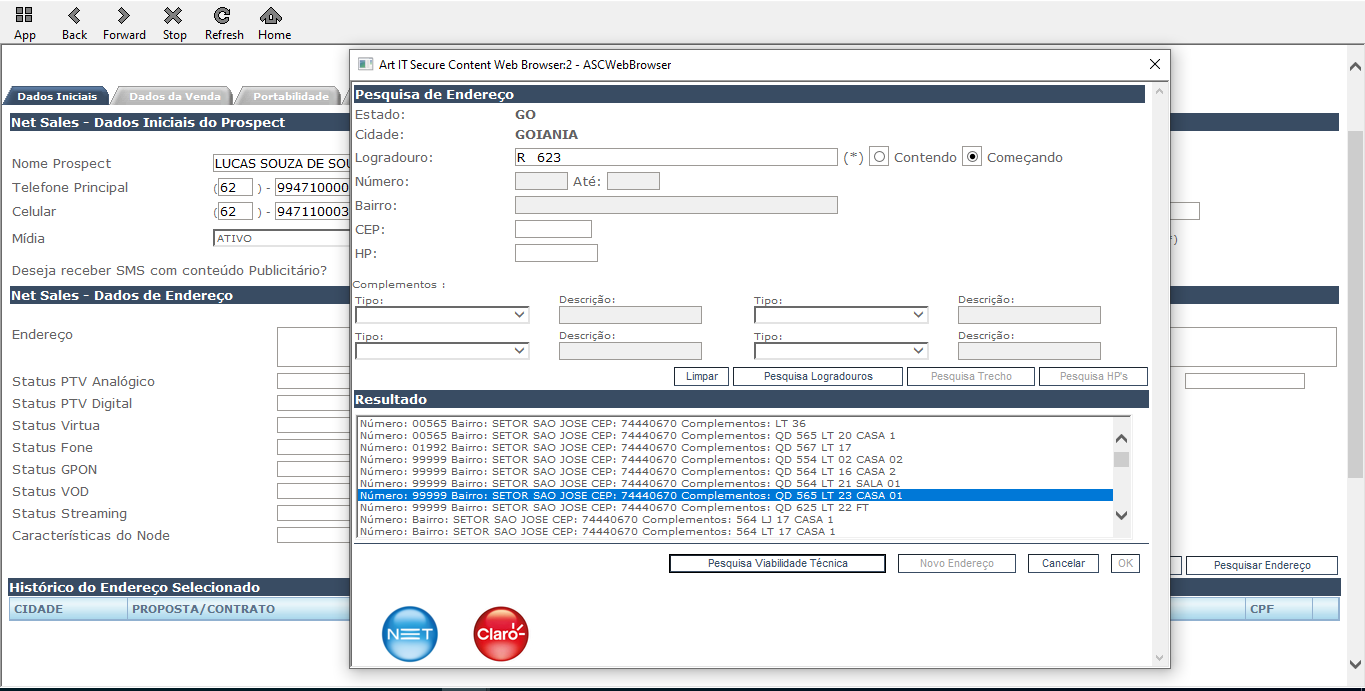 App Back Forward Stop Refresh Home
Art IT Secure Content Web Browser:2 - ASCWebBrowser
Dados Iniciais Dados da Venda Portabilidade
Net Sales - Dados Iniciais do Prospect
Nome Prospect LUCAS SOUZA DE SOU
Telefone Principal (62 ) - 994710000
Celular (62 ) - 947110003
Mídia ATIVO
Deseja receber SMS com conteúdo Publicitário?
Net Sales - Dados de Endereço
Endereço
Status PTV Analógico
Status PTV Digital
Status Virtua
Status Fone
Status GPON
Status VOD
Status Streaming
Características do Node
Histórico do Endereço Selecionado
CIDADE PROPOSTA/CONTRATO
Pesquisa de Endereço
Estado: GO
Cidade: GOIANIA
Logradouro: R 623 (*) Contendo Começando
Número: Até:
Bairro:
CEP:
HP:
Complementos :
Tipo: Descrição: Tipo: Descrição:
Tipo: Descrição: Tipo: Descrição:
Limpar Pesquisa Logradouros Pesquisa Trecho Pesquisa HP's
Resultado
Número: 00565 Bairro: SETOR SAO JOSE CEP: 74440670 Complementos: LT 36
Número: 00565 Bairro: SETOR SAO JOSE CEP: 74440670 Complementos: QD 565 LT 20 CASA 1
Número: 01992 Bairro: SETOR SAO JOSE CEP: 74440670 Complementos: QD 567 LT 17
Número: 99999 Bairro: SETOR SAO JOSE CEP: 74440670 Complementos: QD 554 LT 02 CASA 02
Número: 99999 Bairro: SETOR SAO JOSE CEP: 74440670 Complementos: QD 564 LT 16 CASA 2
Número: 99999 Bairro: SETOR SAO JOSE CEP: 74440670 Complementos: QD 564 LT 21 SALA 01
Número: 99999 Bairro: SETOR SAO JOSE CEP: 74440670 Complementos: QD 565 LT 23 CASA 01
Número: 99999 Bairro: SETOR SAO JOSE CEP: 74440670 Complementos: QD 625 LT 22 FT
Número: Bairro: SETOR SAO JOSE CEP: 74440670 Complementos: 564 LJ 17 CASA 1
Número: Bairro: SETOR SAO JOSE CEP: 74440670 Complementos: 564 LT 17 CASA 1
Pesquisa Viabilidade Técnica Novo Endereço Cancelar OK
NET Claro
*)
Pesquisar Endereço
CPF